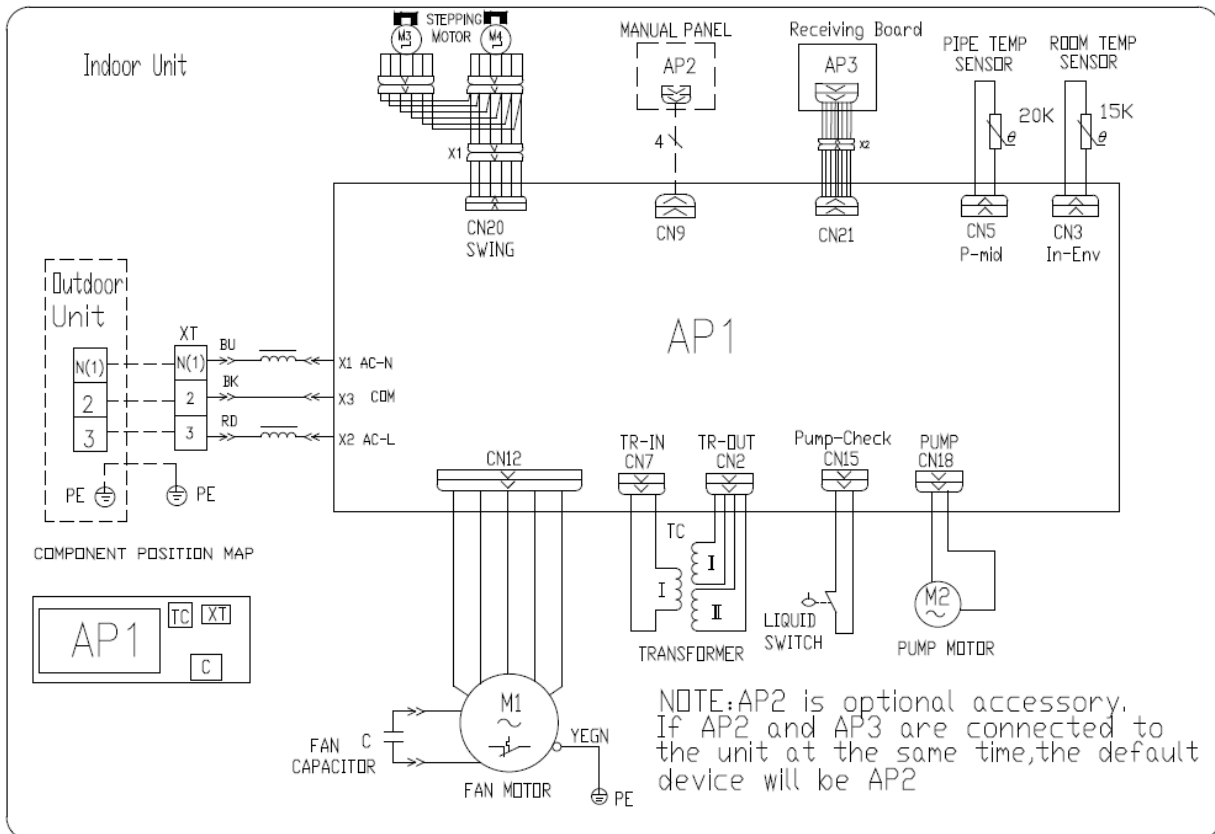 Indoor Unit
STEPPING
MOTOR
M3
M4
X1
CN20
SWING
MANUAL PANEL
AP2
4
CN9
Receiving Board
AP3
X2
CN21
PIPE TEMP
SENSOR
20K
θ
CN5
P-mid
ROOM TEMP
SENSOR
15K
θ
CN3
In-Env
Outdoor
Unit
N(1)
2
3
PE
XT
N(1)
2
3
PE
BU
BK
RD
X1 AC-N
X3 COM
X2 AC-L
AP1
CN12
TR-IN
CN7
TR-OUT
CN2
Pump-Check
CN15
PUMP
CN18
TC
I
I
II
TRANSFORMER
LIQUID
SWITCH
M2
PUMP MOTOR
COMPONENT POSITION MAP
AP1
TC
XT
C
M1
FAN MOTOR
C
FAN
CAPACITOR
YEGN
PE
NOTE:AP2 is optional accessory.
If AP2 and AP3 are connected to
the unit at the same time,the default
device will be AP2